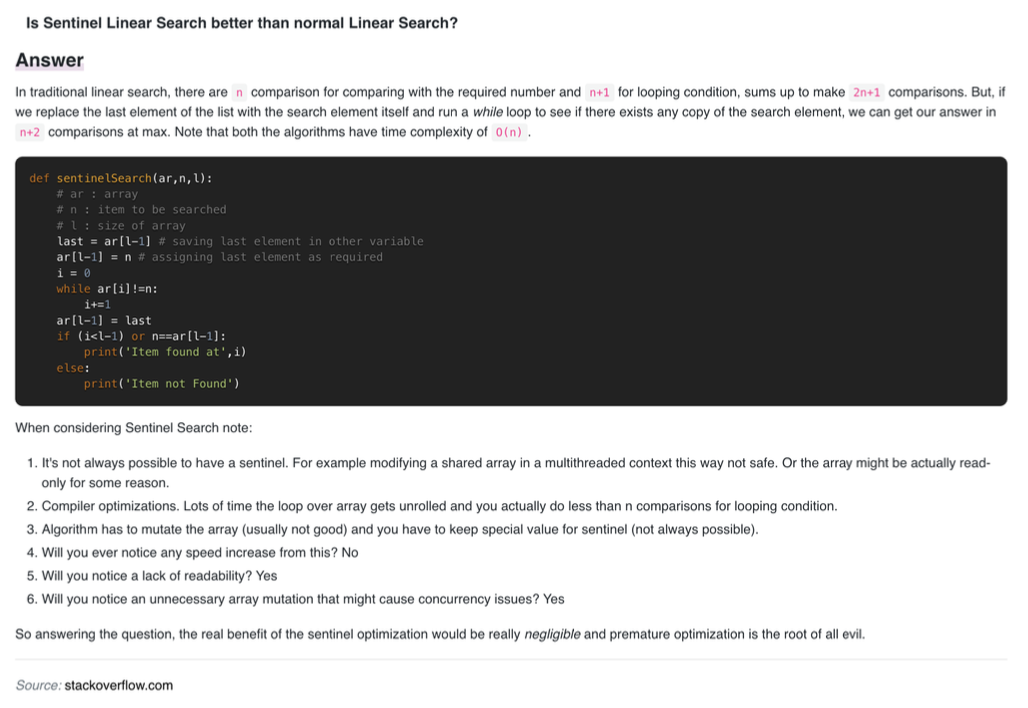 Is Sentinel Linear Search better than normal Linear Search?
Answer
In traditional linear search, there are n comparison for comparing with the required number and n+1 for looping condition, sums up to make 2n+1 comparisons. But, if
we replace the last element of the list with the search element itself and run a while loop to see if there exists any copy of the search element, we can get our answer in
n+2 comparisons at max. Note that both the algorithms have time complexity of O(n) .
def sentinelSearch(ar,n,l):
    # ar : array
    # n : item to be searched
    # l : size of array
    last = ar[l-1] # saving last element in other variable
    ar[l-1] = n # assigning last element as required
    i = 0
    while ar[i]!=n:
        i+=1
    ar[l-1] = last
    if (i<l-1) or n==ar[l-1]:
        print('Item found at',i)
    else:
        print('Item not Found')
When considering Sentinel Search note:
1. It's not always possible to have a sentinel. For example modifying a shared array in a multithreaded context this way not safe. Or the array might be actually read-
only for some reason.
2. Compiler optimizations. Lots of time the loop over array gets unrolled and you actually do less than n comparisons for looping condition.
3. Algorithm has to mutate the array (usually not good) and you have to keep special value for sentinel (not always possible).
4. Will you ever notice any speed increase from this? No
5. Will you notice a lack of readability? Yes
6. Will you notice an unnecessary array mutation that might cause concurrency issues? Yes
So answering the question, the real benefit of the sentinel optimization would be really negligible and premature optimization is the root of all evil.
Source: stackoverflow.com